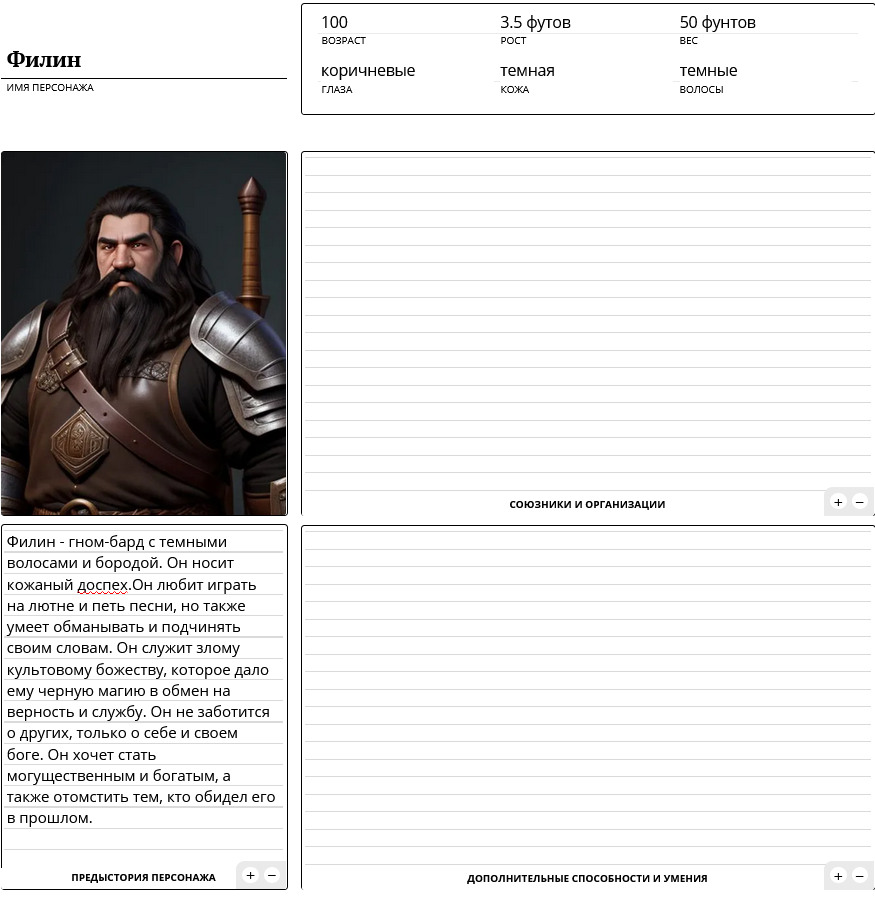 100
3.5 футов
50 фунтов
ВОЗРАСТ
РОСТ
ВЕС
Филин
ИМЯ ПЕРСОНАЖА
коричневые
темная
темные
ГЛАЗА
КОЖА
ВОЛОСЫ
СОЮЗНИКИ И ОРГАНИЗАЦИИ
+ −
Филин - гном-бард с темными
волосами и бородой. Он носит
кожаный доспех.Он любит играть
на лютне и петь песни, но также
умеет обманывать и подчинять
своим словам. Он служит злому
культовому божеству, которое дало
ему черную магию в обмен на
верность и службу. Он не заботится
о других, только о себе и своем
боге. Он хочет стать
могущественным и богатым, а
также отомстить тем, кто обидел его
в прошлом.
ПРЕДЫСТОРИЯ ПЕРСОНАЖА
+ −
ДОПОЛНИТЕЛЬНЫЕ СПОСОБНОСТИ И УМЕНИЯ
+ −